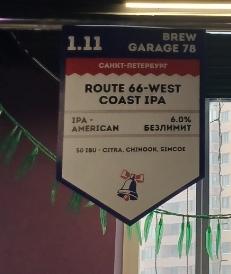 1.11
BREW
GARAGE 78
САНКТ-ПЕТЕРБУРГ
ROUTE 66-WEST
COAST IPA
IPA - 6.0%
AMERICAN БЕЗЛИМИТ
50 IBU - CITRA, CHINOOK, SIMCOE